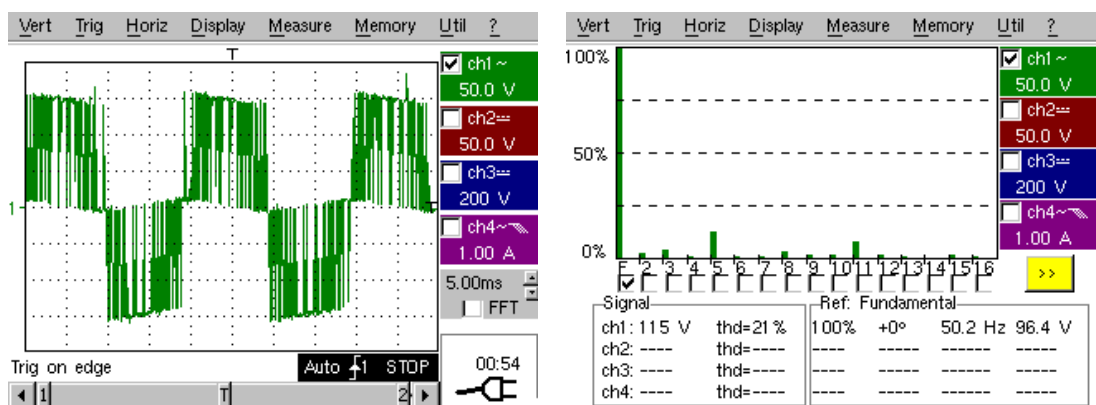 Vert Trig Horiz Display Measure Memory Util ?
T
ch1 ~
50.0 V
ch2
50.0 V
ch3
200 V
ch4~
1.00 A
1
T
5.00ms
FFT
Trig on edge
Auto 1 STOP
00:54
1 T 2
Vert Trig Horiz Display Measure Memory Util ?
100%
50%
0%
ch1 ~
50.0 V
ch2
50.0 V
ch3
200 V
ch4~
1.00 A
F 2 3 4 5 6 7 8 9 10 11 12 13 14 15 16
>>
Signal Ref: Fundamental
ch1: 115 V thd=21% 100% +0° 50.2 Hz 96.4 V
ch2: ---- thd=---- ---- ----- ------ ----
ch3: ---- thd=---- ---- ----- ------ ----
ch4: ---- thd=---- ---- ----- ------ ----